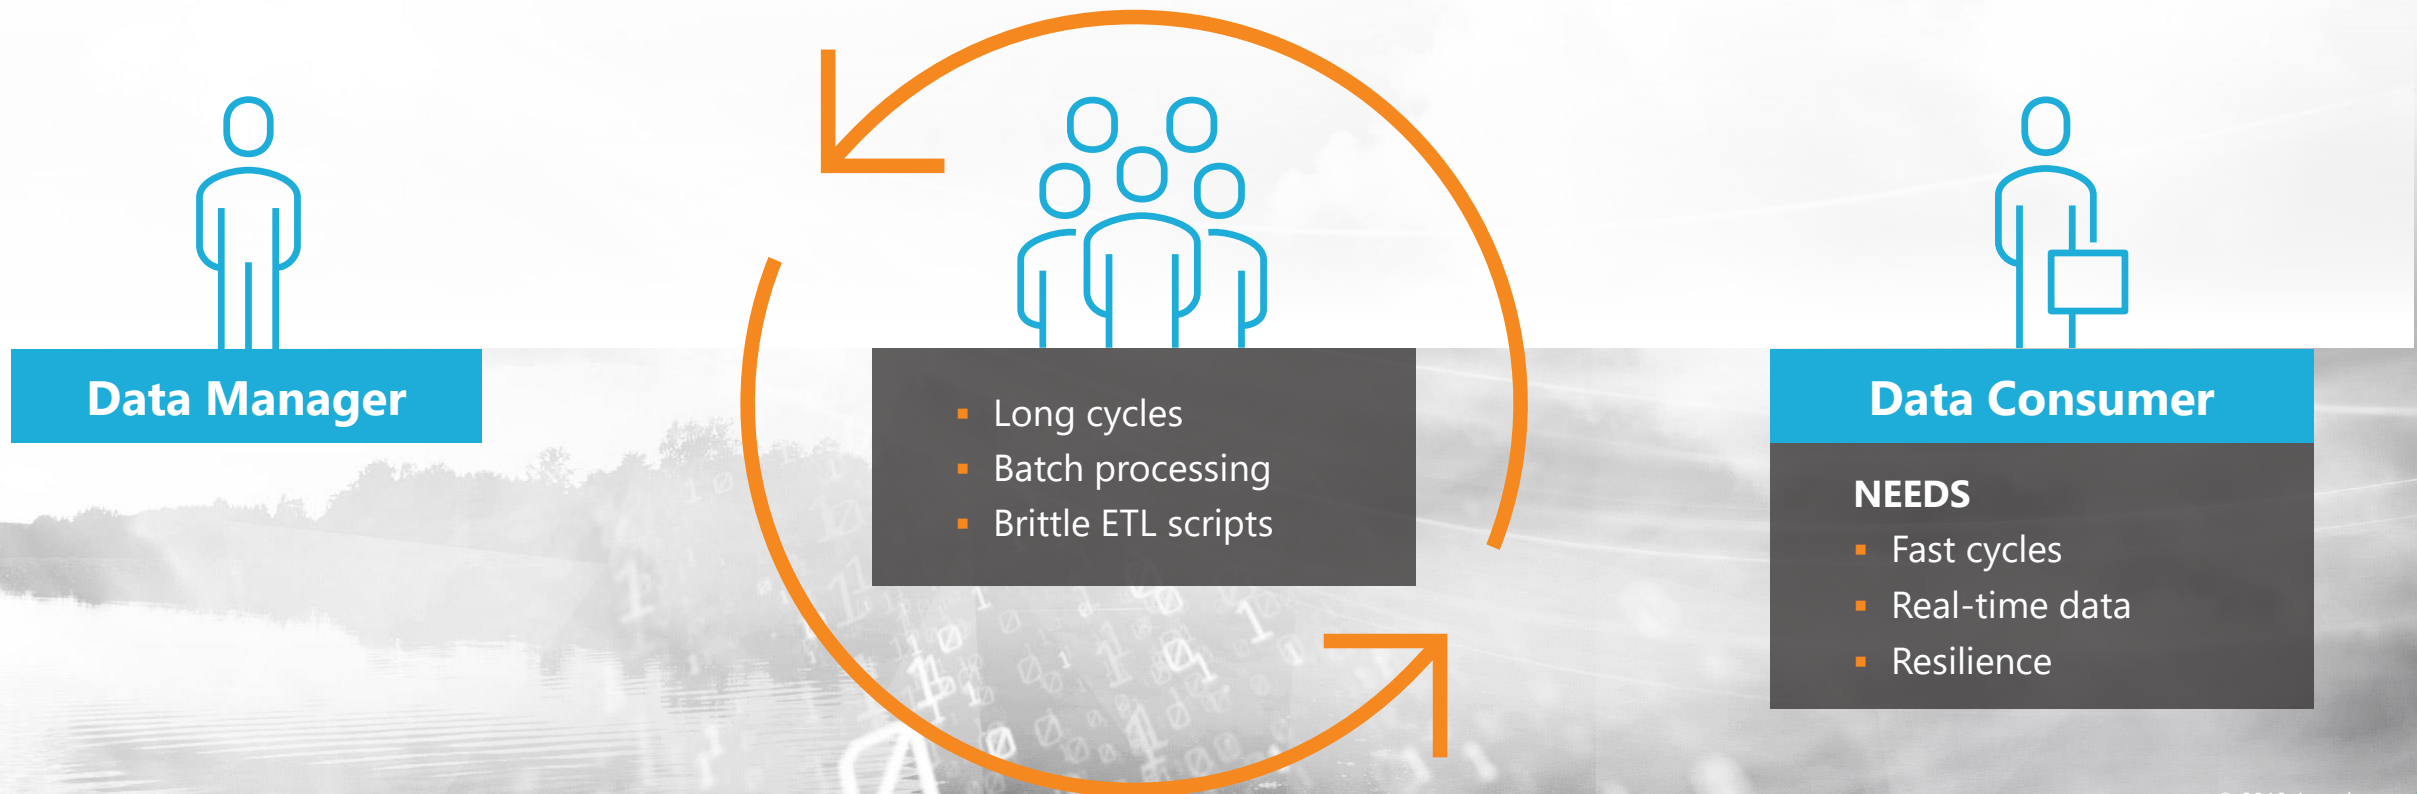 Data Manager
Long cycles
Batch processing
Brittle ETL scripts
Data Consumer
NEEDS
Fast cycles
Real-time data
Resilience